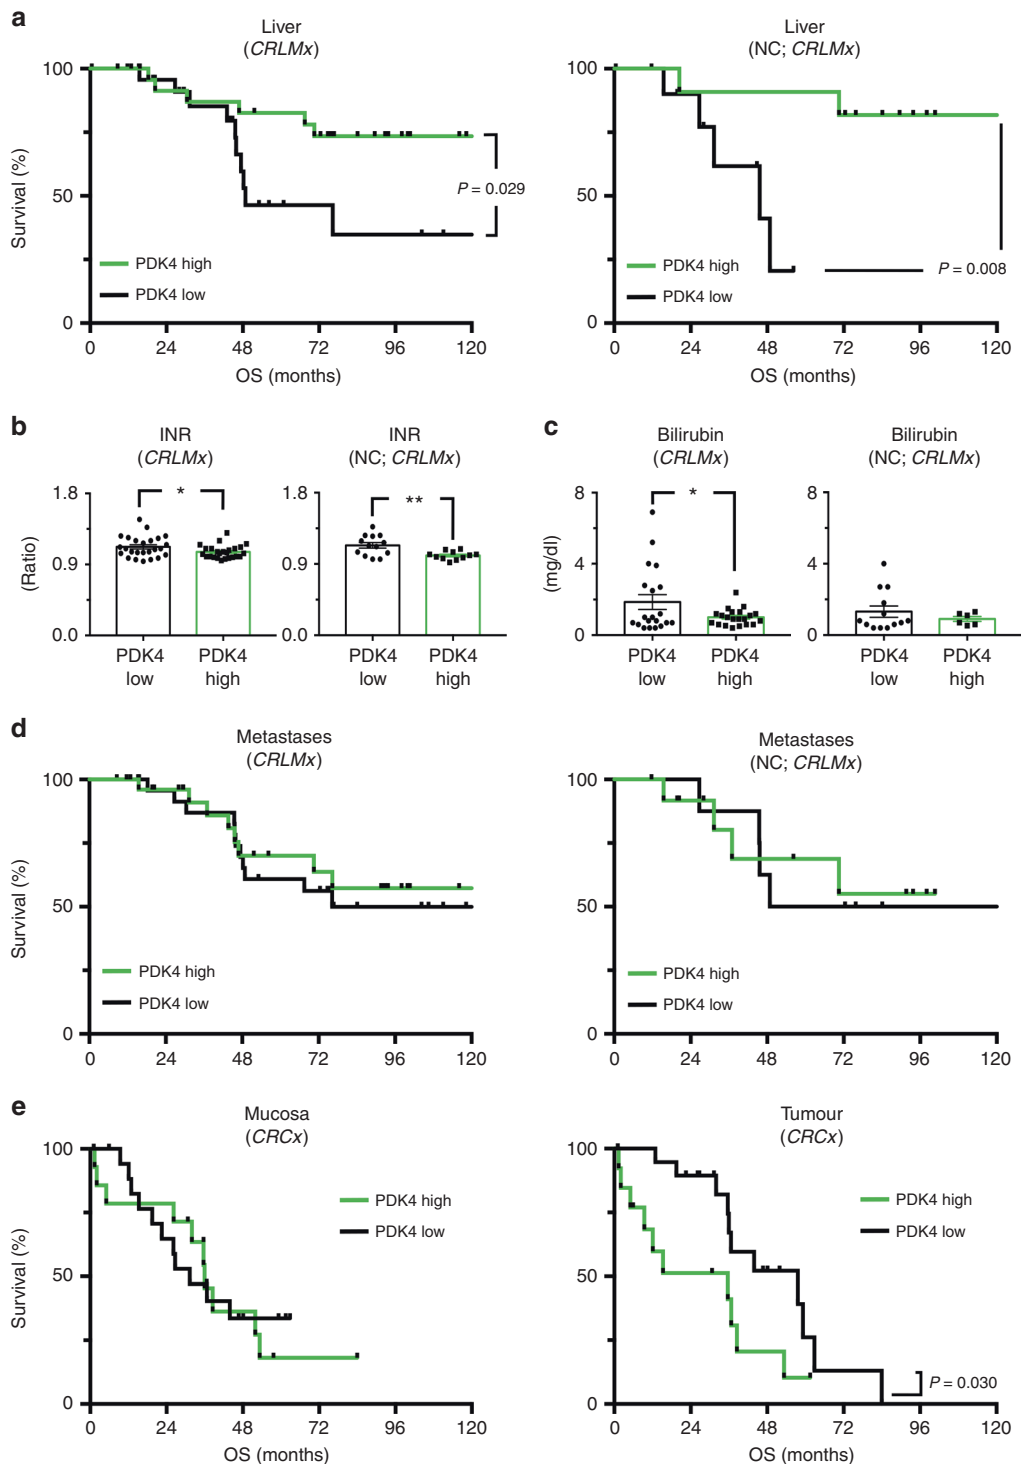 a
Liver
(CRLMx)
100
50
0
Survival (%)
PDK4 high
PDK4 low
P = 0.029
0 24 48 72 96 120
OS (months)
Liver
(NC; CRLMx)
100
50
0
PDK4 high
PDK4 low
P = 0.008
0 24 48 72 96 120
OS (months)
b
INR
(CRLMx)
1.8
0.9
0.0
(Ratio)
*
PDK4 PDK4
low high
INR
(NC; CRLMx)
1.8
0.9
0.0
**
PDK4 PDK4
low high
c
Bilirubin
(CRLMx)
8
4
0
(mg/dl)
*
PDK4 PDK4
low high
Bilirubin
(NC; CRLMx)
8
4
0
PDK4 PDK4
low high
d
Metastases
(CRLMx)
100
50
0
Survival (%)
PDK4 high
PDK4 low
0 24 48 72 96 120
Metastases
(NC; CRLMx)
100
50
0
PDK4 high
PDK4 low
0 24 48 72 96 120
e
Mucosa
(CRCx)
100
50
0
Survival (%)
PDK4 high
PDK4 low
0 24 48 72 96 120
OS (months)
Tumour
(CRCx)
100
50
0
PDK4 high
PDK4 low
P = 0.030
0 24 48 72 96 120
OS (months)